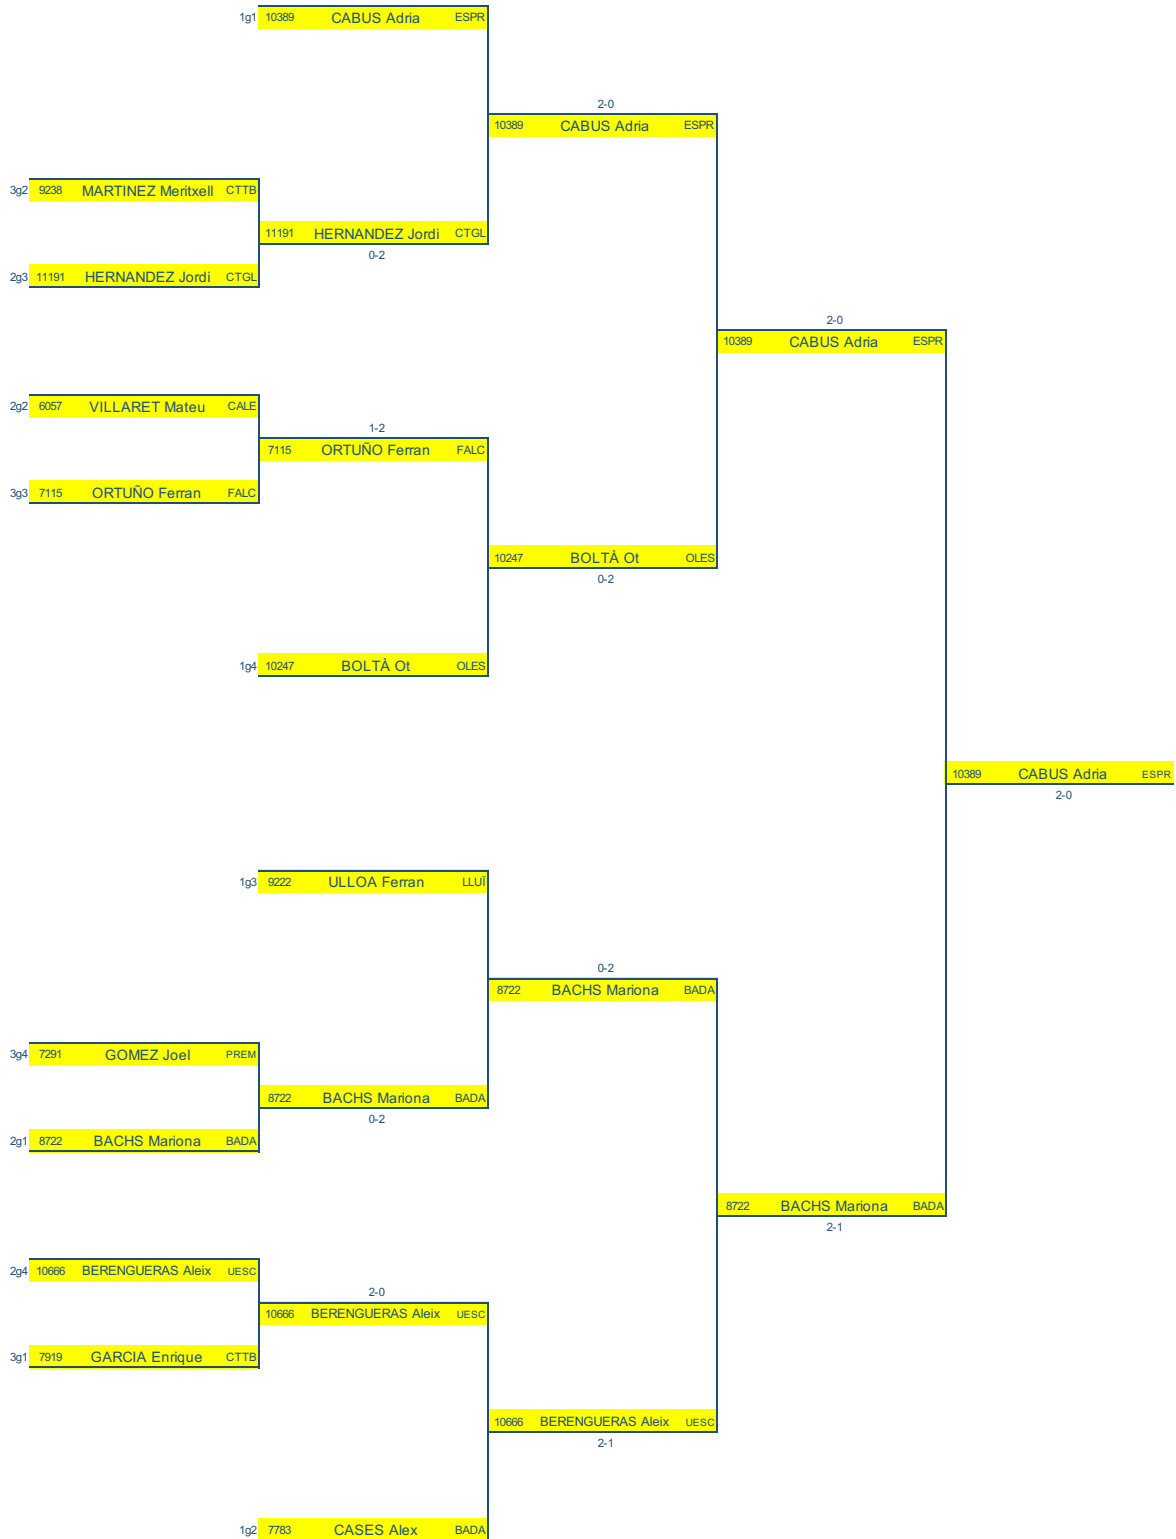 1g1 10389 CABUS Adria ESPR
2-0
10389 CABUS Adria ESPR
3g2 9238 MARTINEZ Meritxell CTTB
11191 HERNANDEZ Jordi CTGL
0-2
2g3 11191 HERNANDEZ Jordi CTGL
2-0
10389 CABUS Adria ESPR
2g2 6057 VILLARET Mateu CALE
1-2
7115 ORTUÑO Ferran FALC
3g3 7115 ORTUÑO Ferran FALC
10247 BOLTÀ Ot OLES
0-2
1g4 10247 BOLTÀ Ot OLES
10389 CABUS Adria ESPR
2-0
1g3 9222 ULLOA Ferran LLUÏ
0-2
8722 BACHS Mariona BADA
3g4 7291 GOMEZ Joel PREM
8722 BACHS Mariona BADA
0-2
2g1 8722 BACHS Mariona BADA
8722 BACHS Mariona BADA
2-1
2g4 10666 BERENGUERAS Aleix UESC
2-0
10666 BERENGUERAS Aleix UESC
3g1 7919 GARCIA Enrique CTTB
10666 BERENGUERAS Aleix UESC
2-1
1g2 7783 CASES Alex BADA